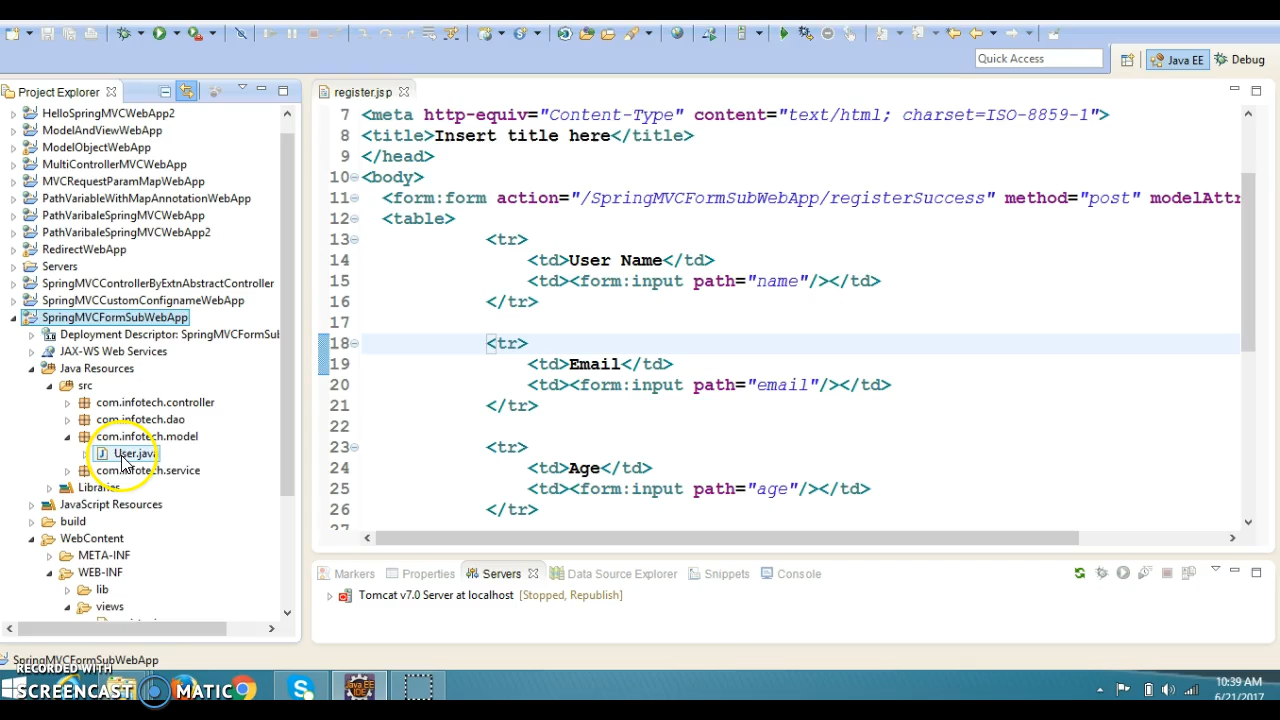 Quick Access
Java EE
Debug
Project Explorer
HelloSpringMVCWebApp2
ModelAndViewWebApp
ModelObjectWebApp
MultiControllerMVCWebApp
MVCRequestParamMapWebApp
PathVariableWithMapAnnotationWebApp
PathVaribaleSpringMVCWebApp
PathVaribaleSpringMVCWebApp2
RedirectWebApp
Servers
SpringMVCControllerByExtnAbstractController
SpringMVCCustomConfignameWebApp
SpringMVCFormSubWebApp
Deployment Descriptor: SpringMVCFormSu
JAX-WS Web Services
Java Resources
src
com.infotech.controller
com.infotech.dao
com.infotech.model
User.java
com.infotech.service
Libraries
JavaScript Resources
build
WebContent
META-INF
WEB-INF
lib
views
register.jsp
7 <meta http-equiv="Content-Type" content="text/html; charset=ISO-8859-1">
8 <title>Insert title here</title>
9 </head>
10 <body>
11 <form:form action="/SpringMVCFormSubWebApp/registerSuccess" method="post" modelAttr
12 <table>
13 <tr>
14 <td>User Name</td>
15 <td><form:input path="name"/></td>
16 </tr>
17
18 <tr>
19 <td>Email</td>
20 <td><form:input path="email"/></td>
21 </tr>
22
23 <tr>
24 <td>Age</td>
25 <td><form:input path="age"/></td>
26 </tr>
27
Markers
Properties
Servers
Data Source Explorer
Snippets
Console
Tomcat v7.0 Server at localhost [Stopped, Republish]
SpringMVCFormSubWebApp
RECORDED WITH
SCREENCAST MATIC
Java EE
IDE
10:39 AM
6/21/2017